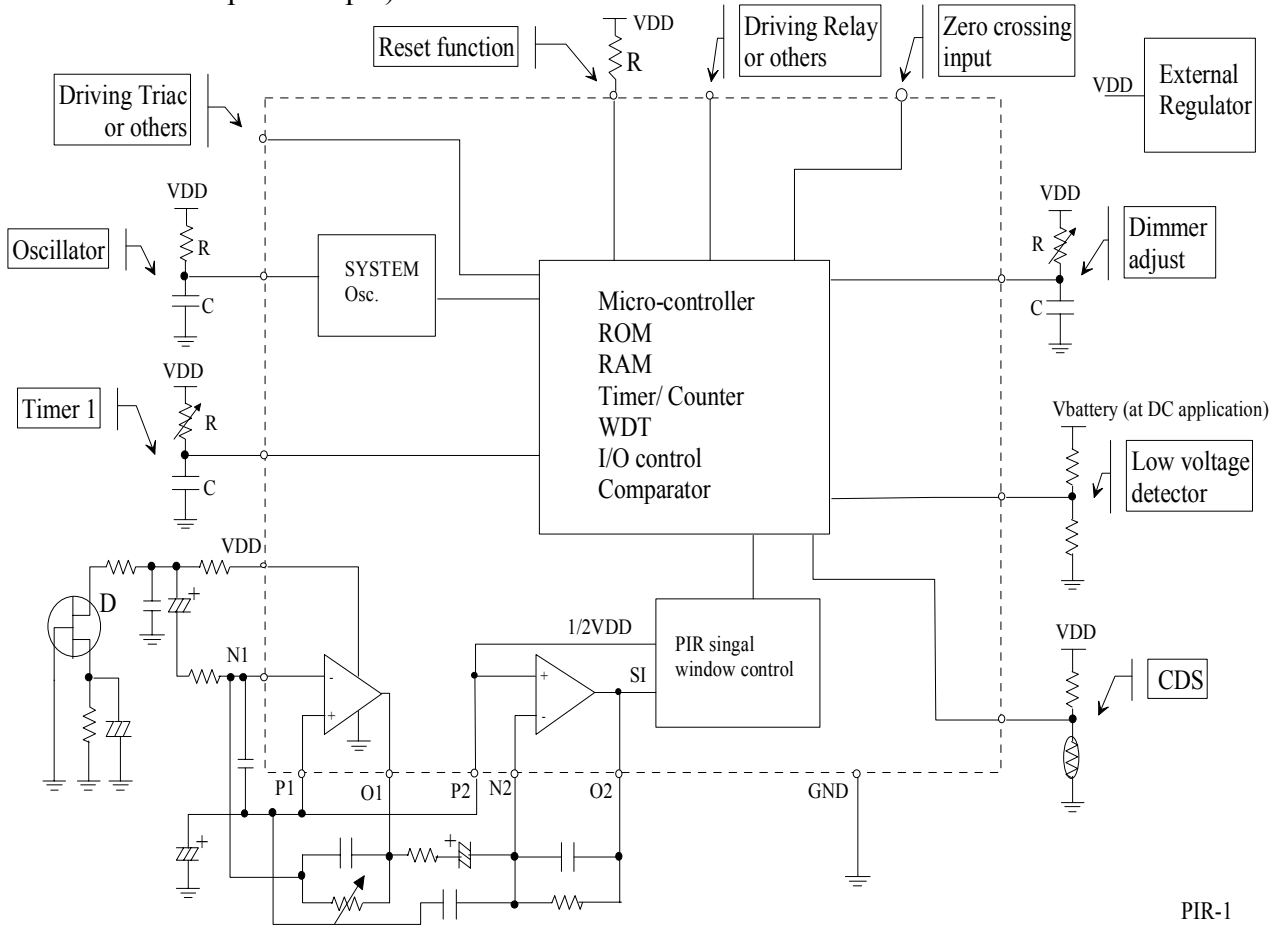 VDD
Reset function
R
Driving Relay
or others
Zero crossing
input
VDD
External
Regulator
Driving Triac
or others
VDD
Oscillator
R
C
SYSTEM
Osc.
VDD
R
C
Dimmer
adjust
Micro-controller
ROM
RAM
Timer/ Counter
WDT
I/O control
Comparator
VDD
Timer 1
R
C
Vbattery (at DC application)
Low voltage
detector
VDD
D
+
N1
-
+
1/2VDD
+
-
SI
PIR singal
window control
VDD
CDS
P1
O1
P2
N2
O2
GND
+
+
PIR-1